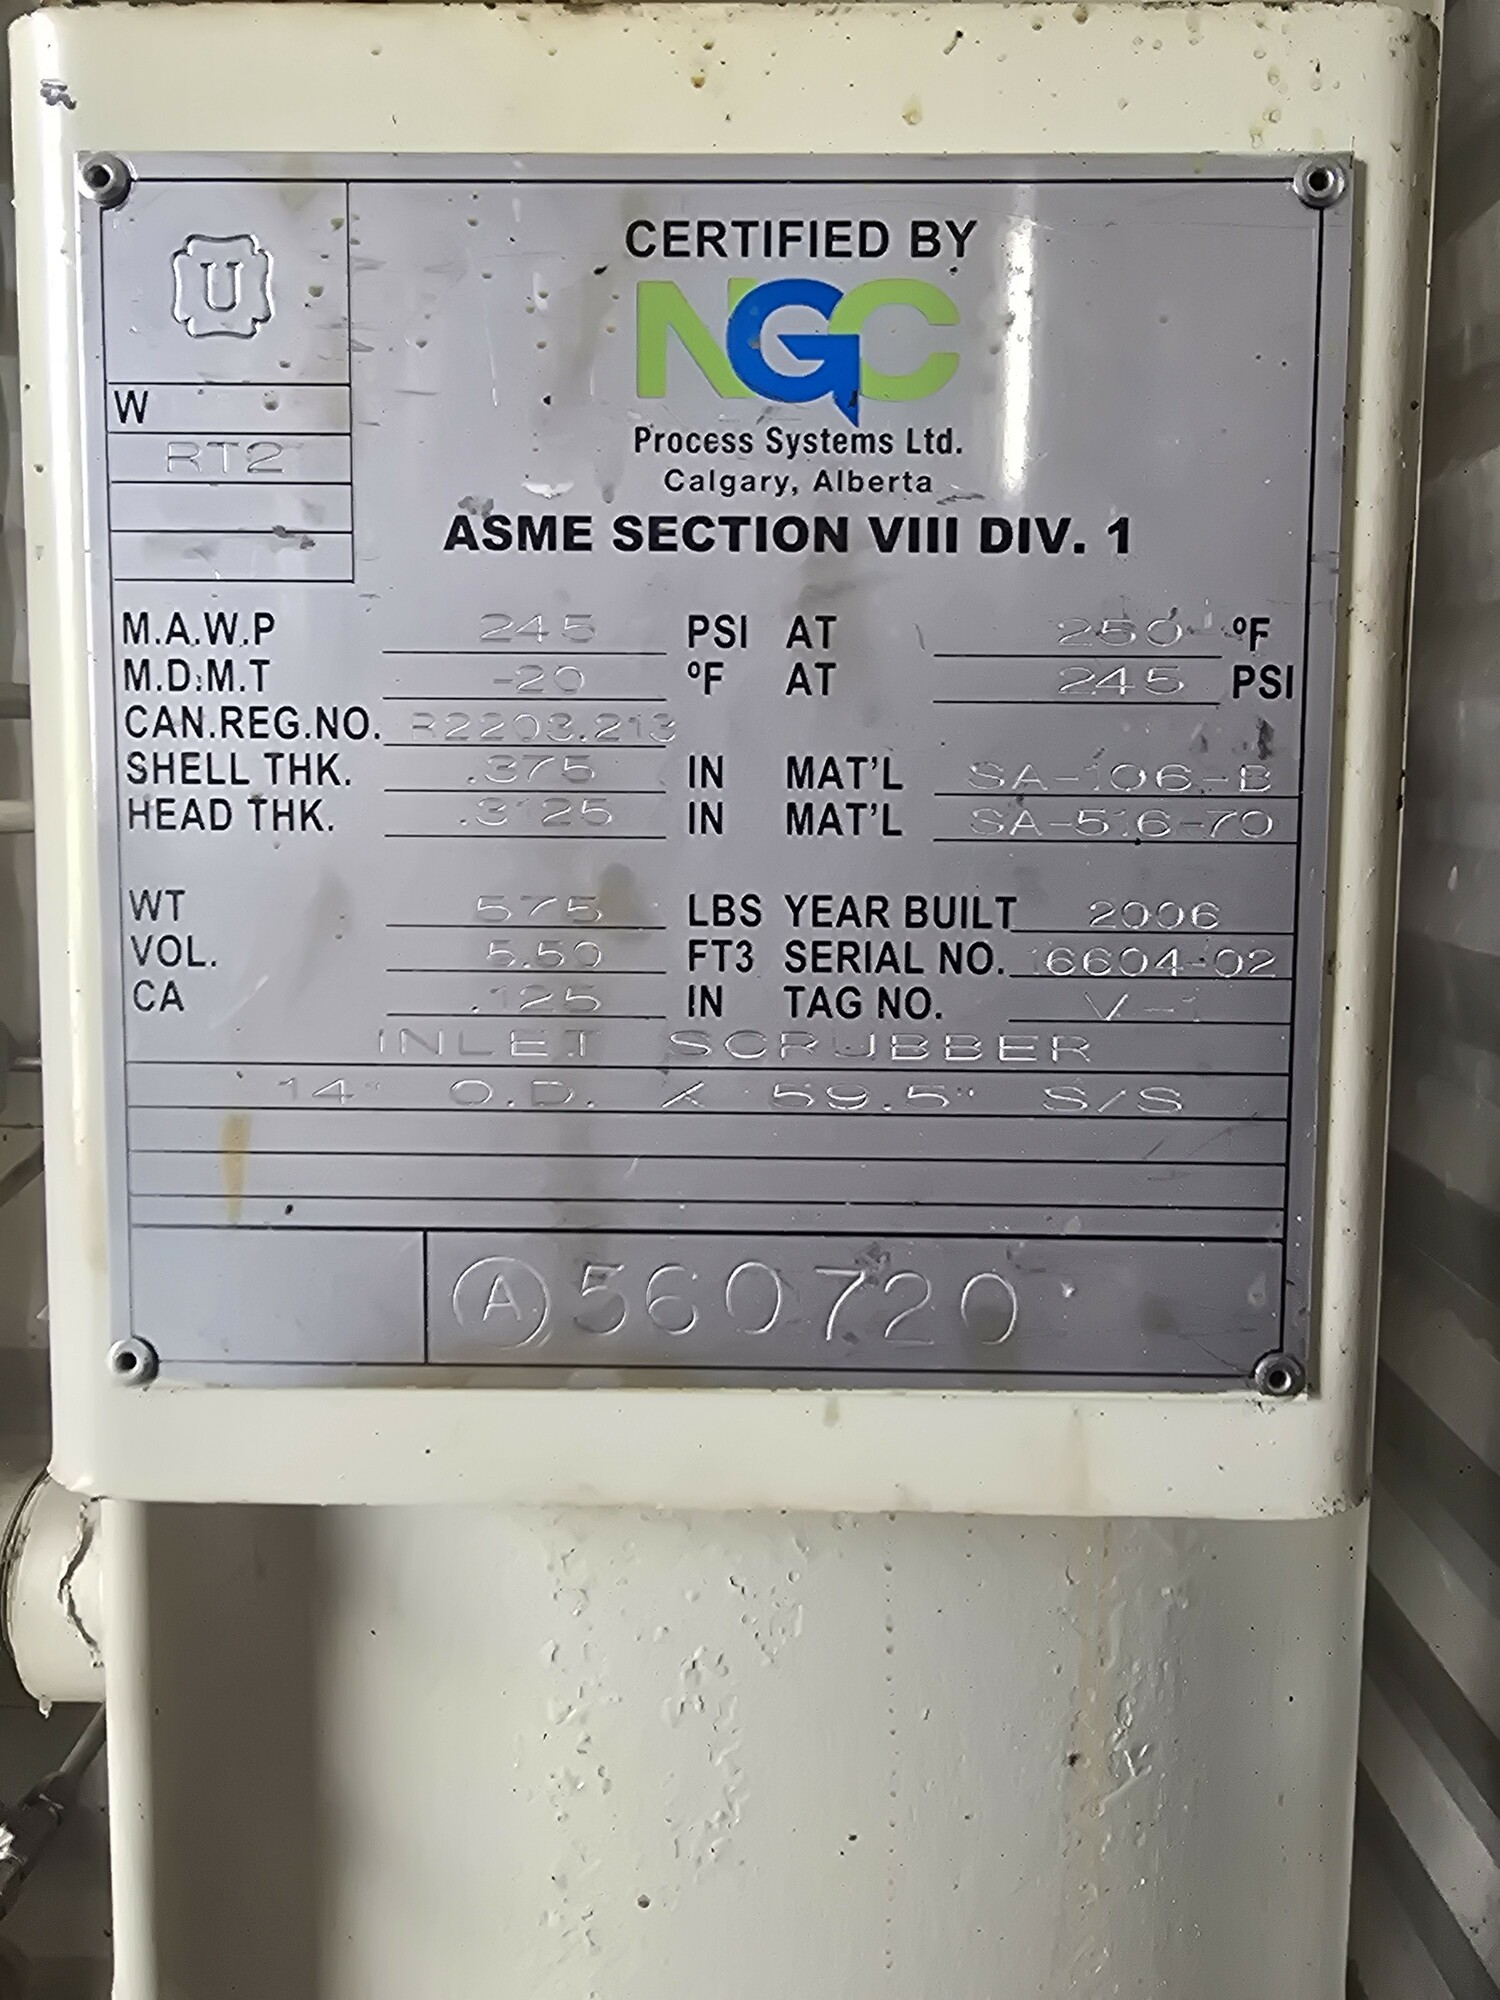 U
CERTIFIED BY
NGC
Process Systems Ltd.
Calgary, Alberta
W
RT2
ASME SECTION VIII DIV. 1
M.A.W.P 245 PSI AT 250 ºF
M.D.M.T -20 ºF AT 245 PSI
CAN.REG.NO. R2203.213
SHELL THK. .375 IN MAT'L SA-106-B
HEAD THK. .3125 IN MAT'L SA-516-70
WT 575 LBS YEAR BUILT 2006
VOL. 5.50 FT3 SERIAL NO. 16604-02
CA .125 IN TAG NO. V-1
INLET SCRUBBER
14" O.D. X 59.5" S/S
A 560720